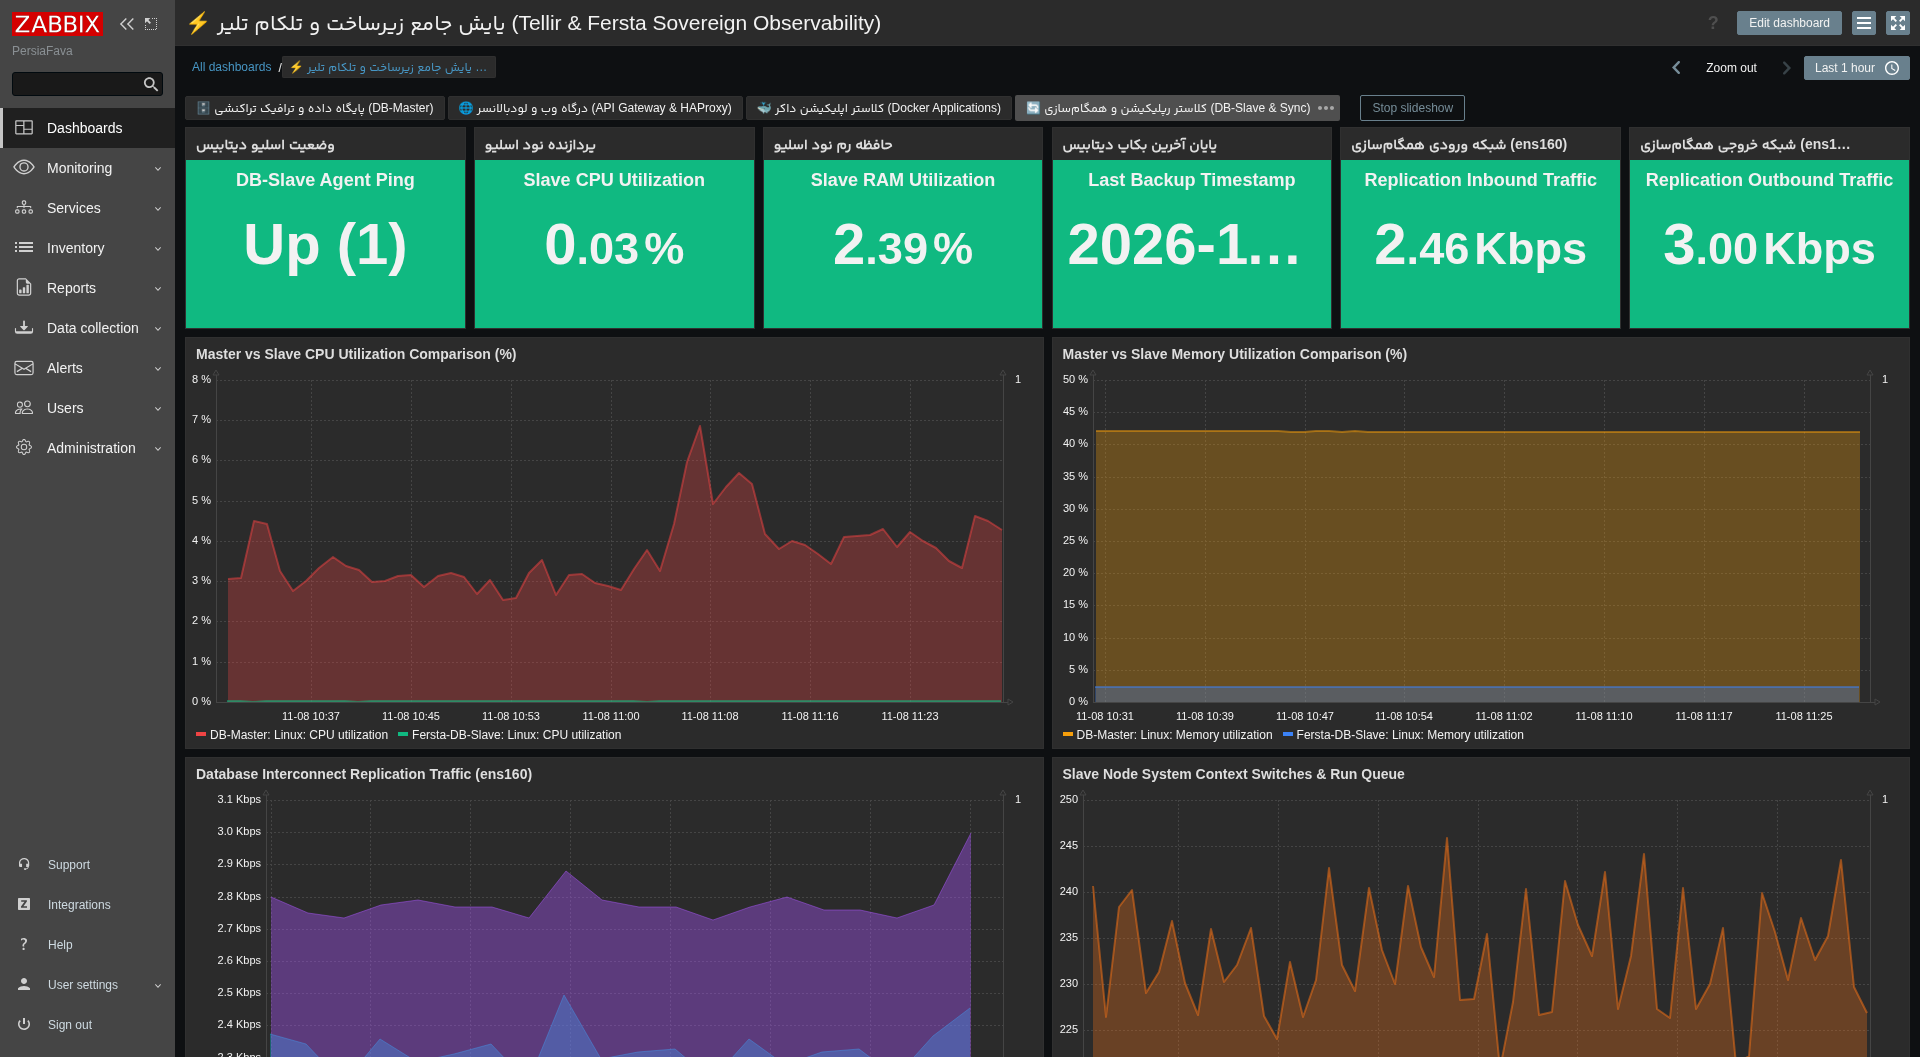 ZABBIX
PersiaFava
Dashboards
Monitoring
Services
Inventory
Reports
Data collection
Alerts
Users
Administration
Support
Integrations
Help
User settings
Sign out
⚡ پایش جامع زیرساخت و تلکام تلیر (Tellir & Fersta Sovereign Observability)
? Edit dashboard
All dashboards / ⚡ پایش جامع زیرساخت و تلکام تلیر ...
Zoom out Last 1 hour
🗄️ پایگاه داده و ترافیک تراکنشی (DB-Master)
🌐 درگاه وب و لودبالانسر (API Gateway & HAProxy)
🐳 کلاستر اپلیکیشن داکر (Docker Applications)
🔄 کلاستر رپلیکیشن و همگام‌سازی (DB-Slave & Sync)
Stop slideshow
وضعیت اسلیو دیتابیس
DB-Slave Agent Ping
Up (1)
پردازنده نود اسلیو
Slave CPU Utilization
0.03 %
حافظه رم نود اسلیو
Slave RAM Utilization
2.39 %
پایان آخرین بکاپ دیتابیس
Last Backup Timestamp
2026-1...
شبکه ورودی همگام‌سازی (ens160)
Replication Inbound Traffic
2.46 Kbps
شبکه خروجی همگام‌سازی (ens1...
Replication Outbound Traffic
3.00 Kbps
Master vs Slave CPU Utilization Comparison (%)
8 % 1
7 %
6 %
5 %
4 %
3 %
2 %
1 %
0 %
11-08 10:37 11-08 10:45 11-08 10:53 11-08 11:00 11-08 11:08 11-08 11:16 11-08 11:23
DB-Master: Linux: CPU utilization Fersta-DB-Slave: Linux: CPU utilization
Master vs Slave Memory Utilization Comparison (%)
50 % 1
45 %
40 %
35 %
30 %
25 %
20 %
15 %
10 %
5 %
0 %
11-08 10:31 11-08 10:39 11-08 10:47 11-08 10:54 11-08 11:02 11-08 11:10 11-08 11:17 11-08 11:25
DB-Master: Linux: Memory utilization Fersta-DB-Slave: Linux: Memory utilization
Database Interconnect Replication Traffic (ens160)
3.1 Kbps 1
3.0 Kbps
2.9 Kbps
2.8 Kbps
2.7 Kbps
2.6 Kbps
2.5 Kbps
2.4 Kbps
2.3 Kbps
Slave Node System Context Switches & Run Queue
250 1
245
240
235
230
225